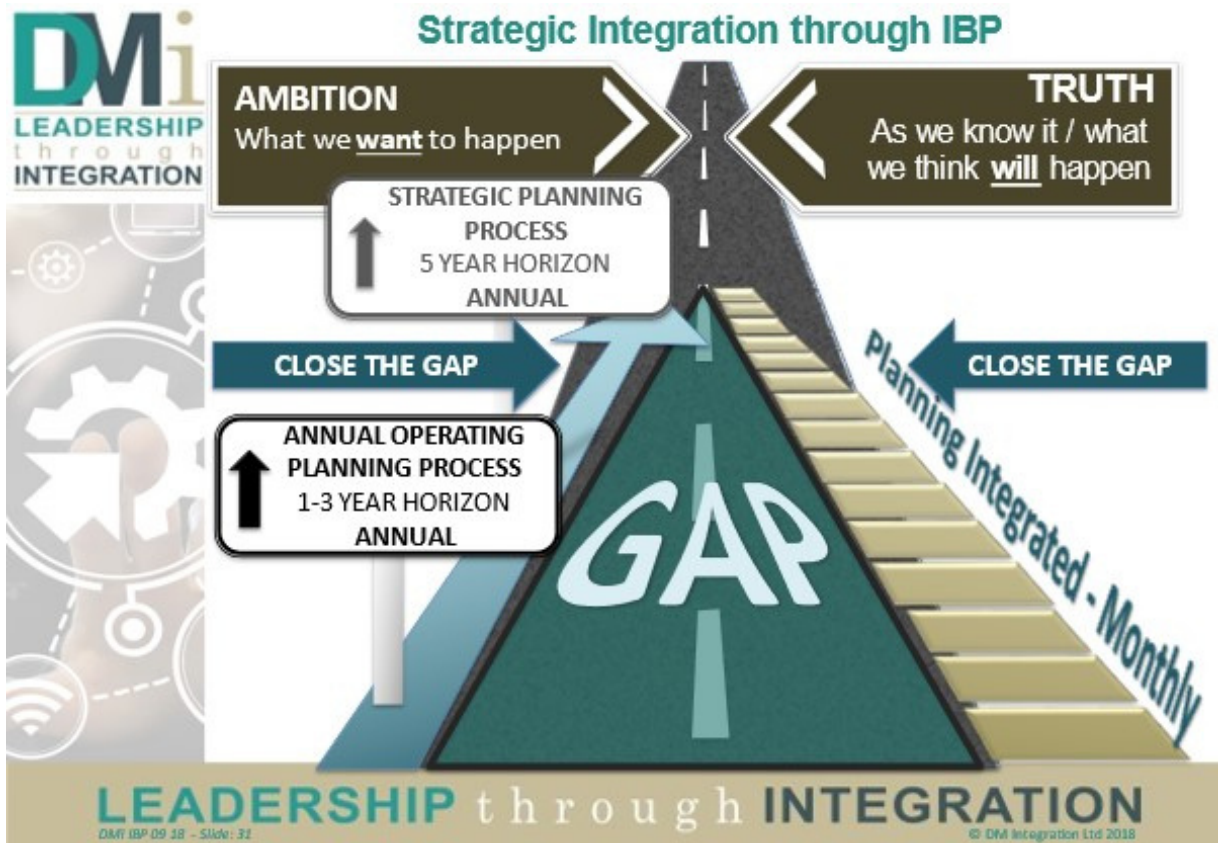 DMi
LEADERSHIP
through
INTEGRATION
Strategic Integration through IBP
AMBITION
What we want to happen
TRUTH
As we know it / what
we think will happen
STRATEGIC PLANNING
PROCESS
5 YEAR HORIZON
ANNUAL
CLOSE THE GAP
CLOSE THE GAP
ANNUAL OPERATING
PLANNING PROCESS
1-3 YEAR HORIZON
ANNUAL
GAP
Planning Integrated - Monthly
LEADERSHIP through INTEGRATION
DMI IBP 09 18 - Slide: 31
© DM Integration Ltd 2018